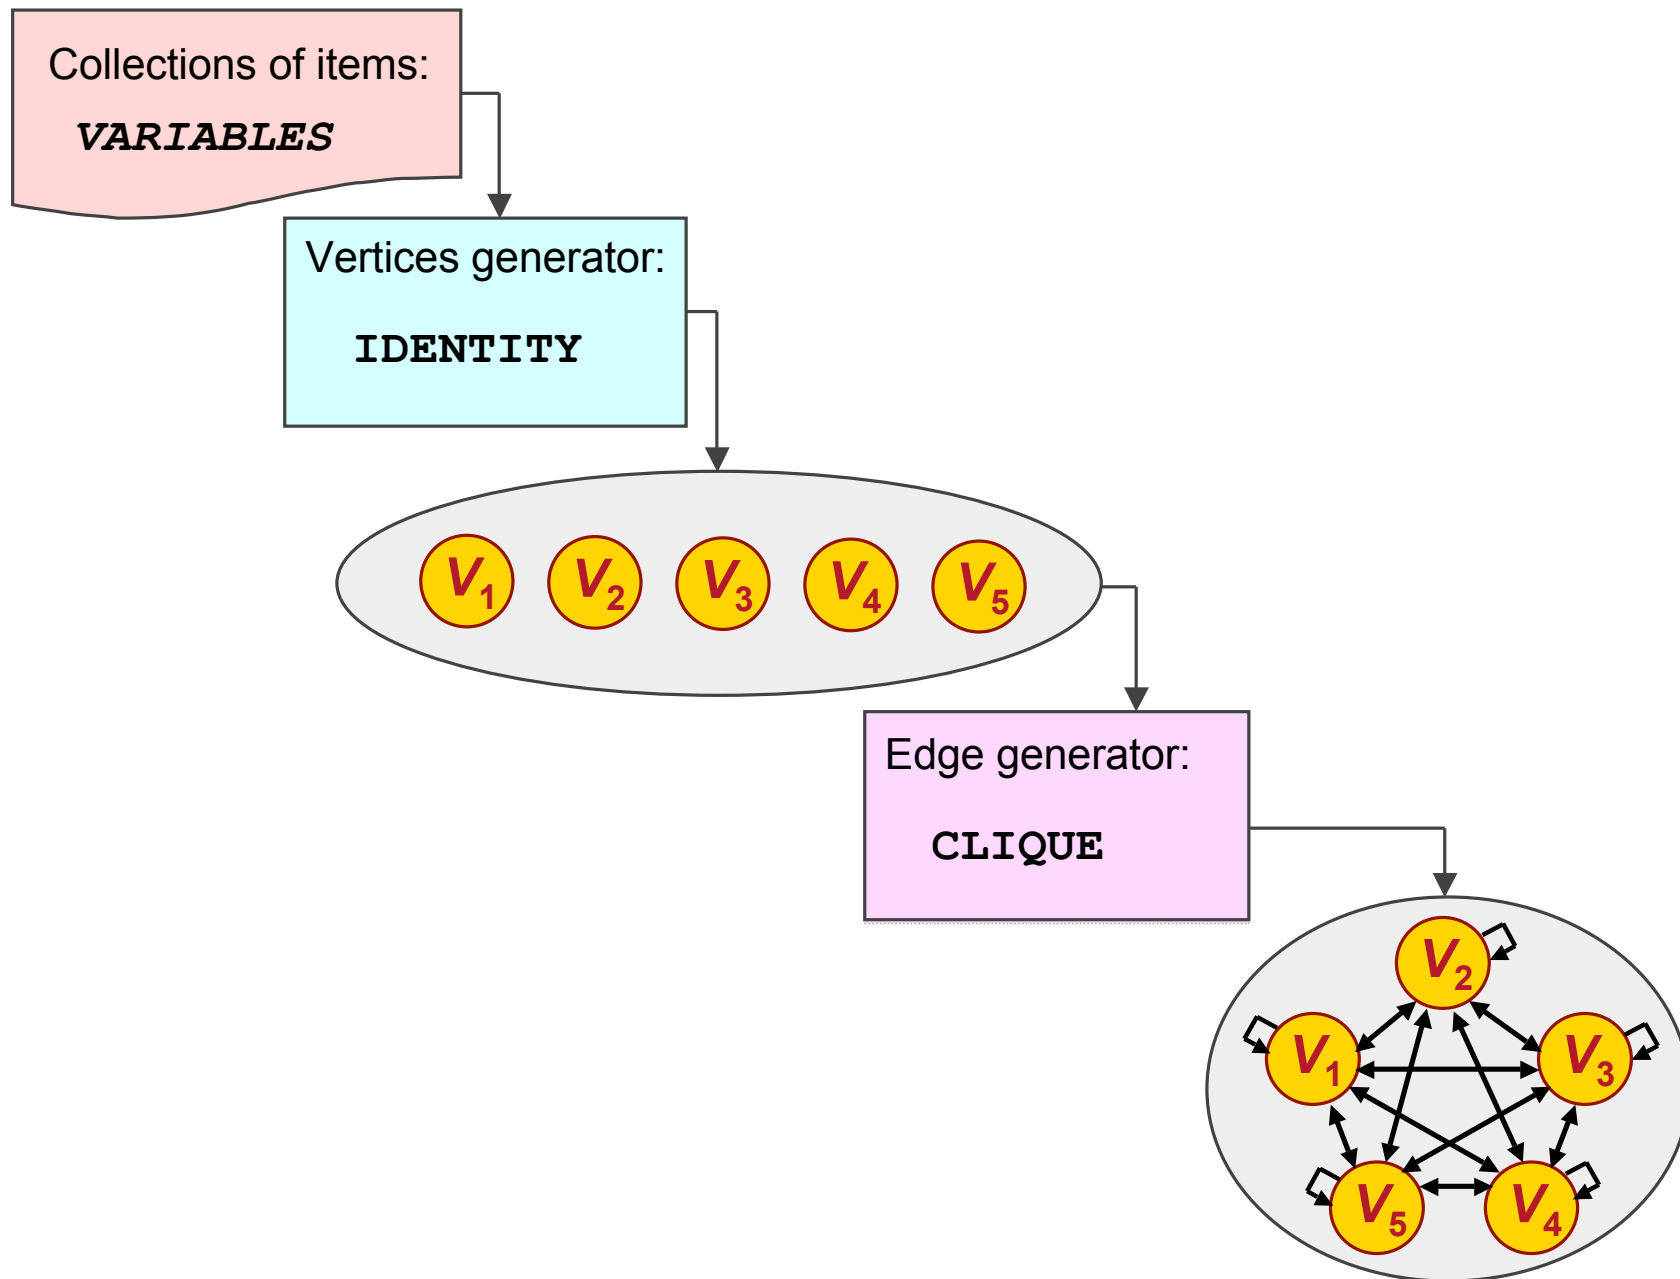 Collections of items:
VARIABLES
Vertices generator:
IDENTITY
V1 V2 V3 V4 V5
Edge generator:
CLIQUE
V2
V1 V3
V5 V4